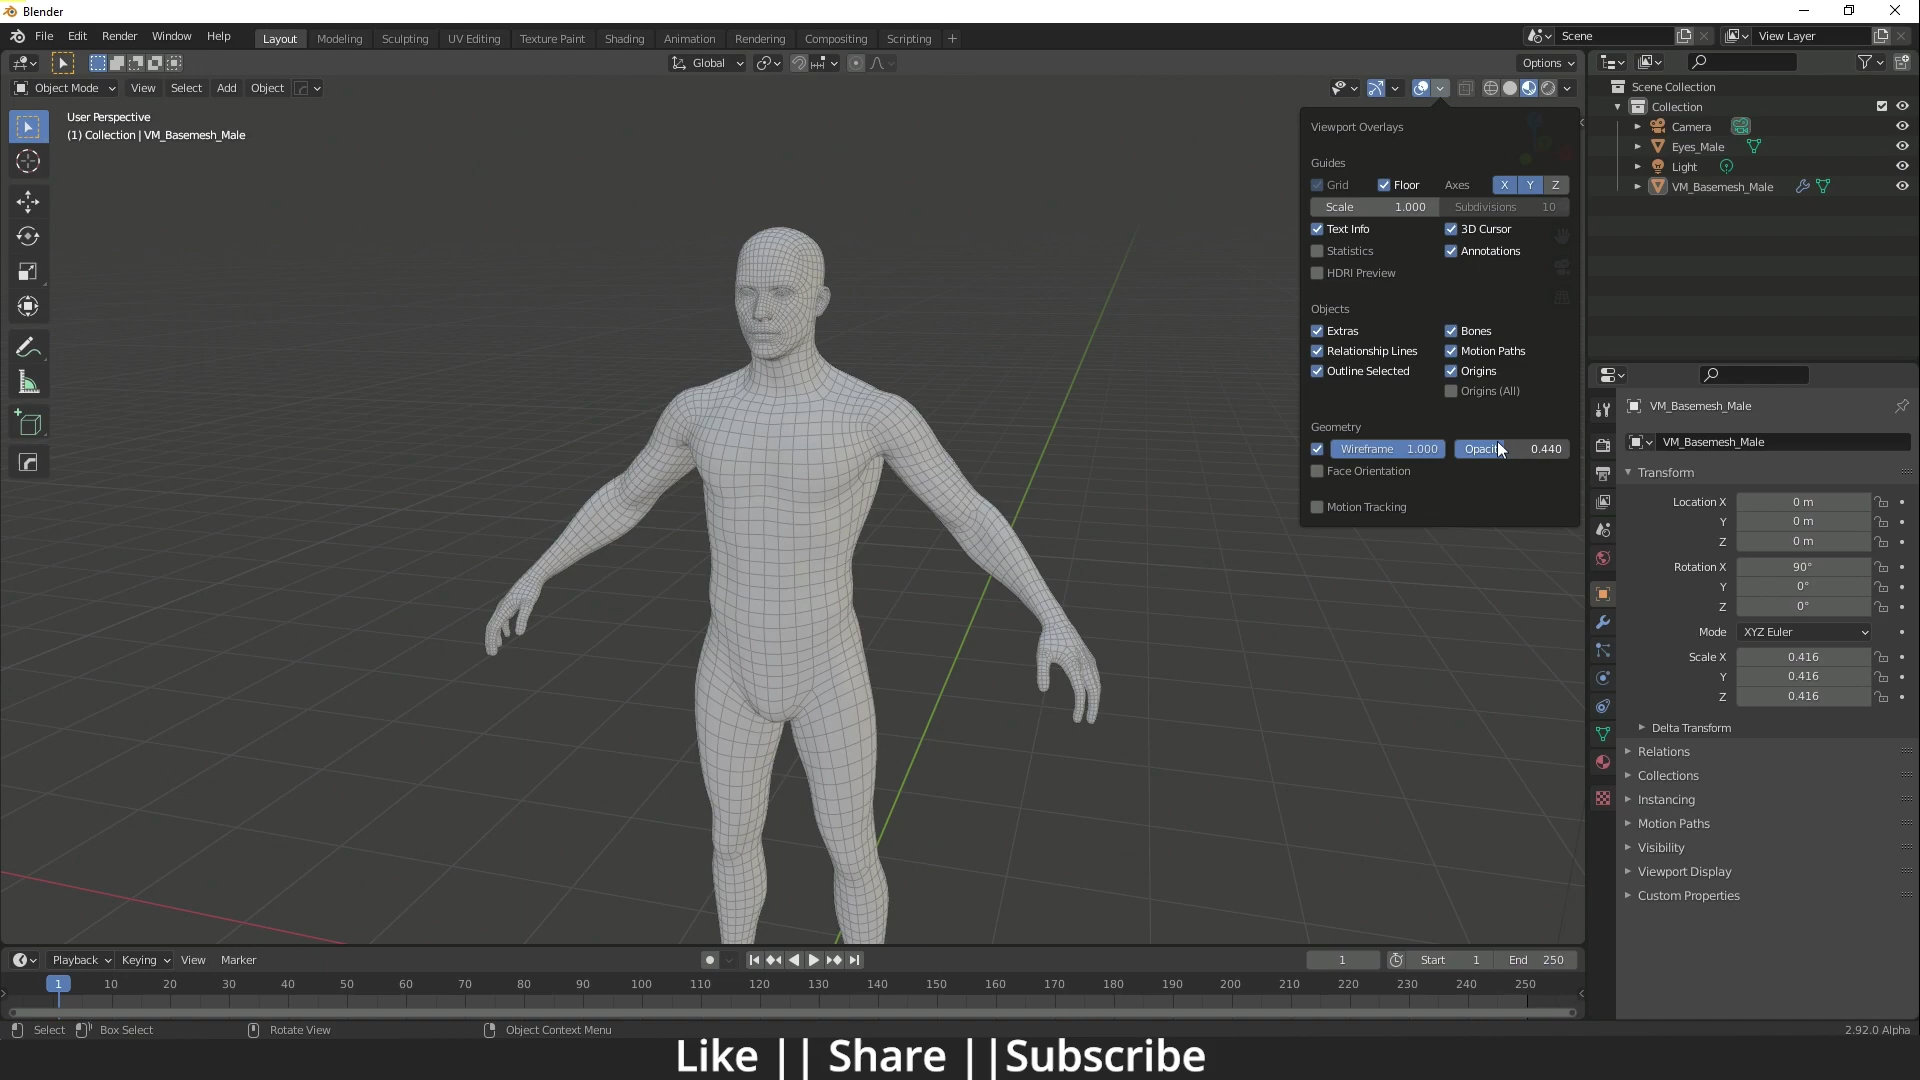 Blender
File Edit Render Window Help Layout Modeling Sculpting UV Editing Texture Paint Shading Animation Rendering Compositing Scripting + Scene View Layer
Global Options
Object Mode View Select Add Object
User Perspective
(1) Collection | VM_Basemesh_Male
Viewport Overlays
Guides
Grid Floor Axes X Y Z
Scale 1.000 Subdivisions 10
Text Info 3D Cursor
Statistics Annotations
HDRI Preview
Objects
Extras Bones
Relationship Lines Motion Paths
Outline Selected Origins
Origins (All)
Geometry
Wireframe 1.000 Opacit 0.440
Face Orientation
Motion Tracking
Scene Collection
Collection
Camera
Eyes_Male
Light
VM_Basemesh_Male
VM_Basemesh_Male
VM_Basemesh_Male
Transform
Location X 0 m
Y 0 m
Z 0 m
Rotation X 90°
Y 0°
Z 0°
Mode XYZ Euler
Scale X 0.416
Y 0.416
Z 0.416
Delta Transform
Relations
Collections
Instancing
Motion Paths
Visibility
Viewport Display
Custom Properties
Playback Keying View Marker 1 Start 1 End 250
1 10 20 30 40 50 60 70 80 90 100 110 120 130 140 150 160 170 180 190 200 210 220 230 240 250
Select Box Select Rotate View Object Context Menu 2.92.0 Alpha
Like || Share ||Subscribe